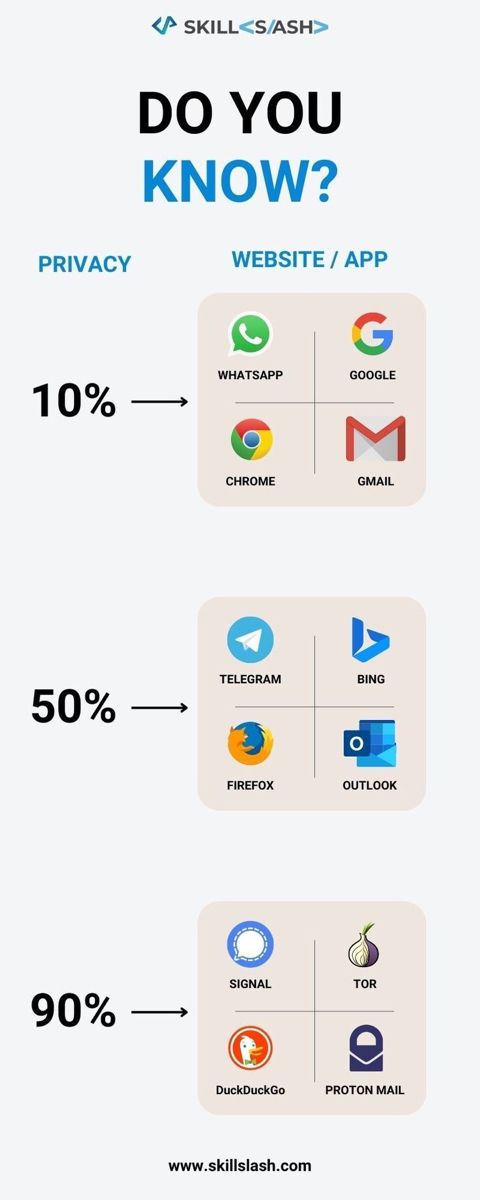 SKILL<S/ASH>
DO YOU
KNOW?
PRIVACY
WEBSITE / APP
10%
WHATSAPP
GOOGLE
CHROME
GMAIL
50%
TELEGRAM
BING
FIREFOX
OUTLOOK
90%
SIGNAL
TOR
DuckDuckGo
PROTON MAIL
www.skillslash.com